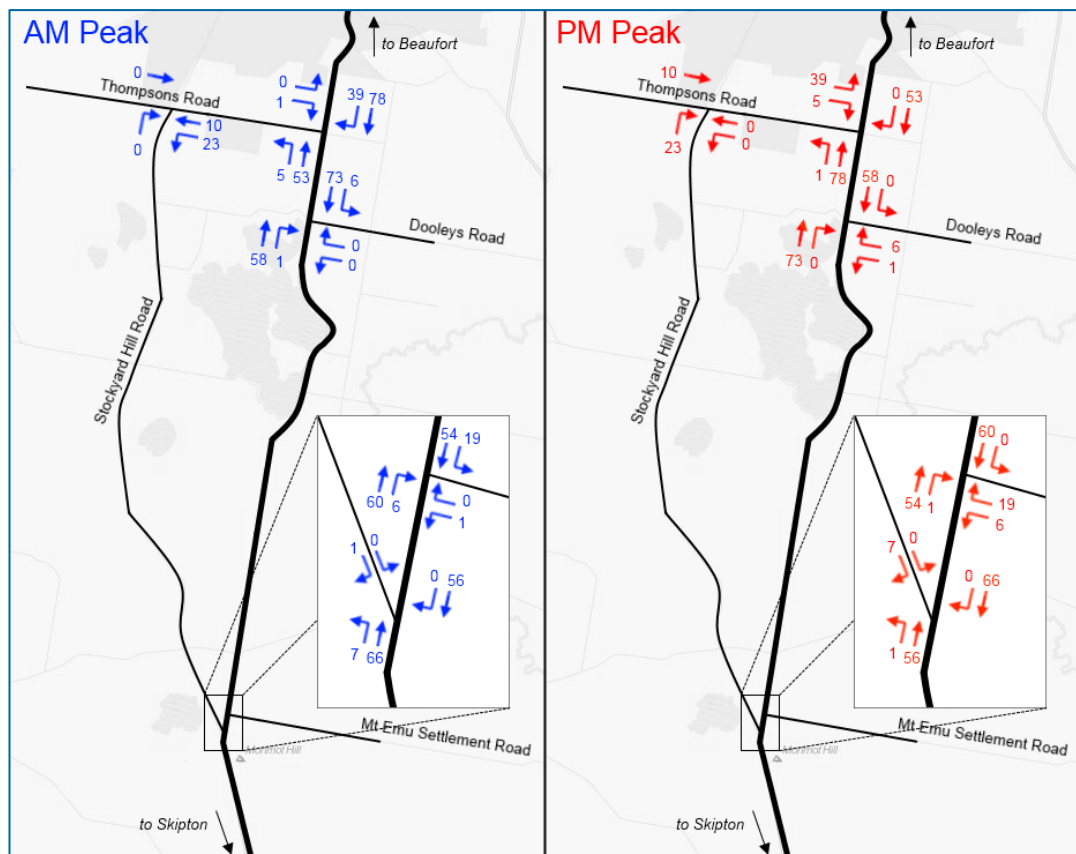 AM Peak
to Beaufort
0
Thompsons Road
0
1
39 78
10
23
0
5 53
73 6
Dooleys Road
0
0
58 1
Stockyard Hill Road
54 19
60 6
0
1
1 0
0 56
7 66
Mt Emu Settlement Road
Mohmot Hill
to Skipton
PM Peak
to Beaufort
10
Thompsons Road
39
5
0 53
0
0
23
1 78
58 0
Dooleys Road
6
1
73 0
Stockyard Hill Road
60 0
54 1
19
6
7 0
0 66
1 56
Mt Emu Settlement Road
Mohmot Hill
to Skipton